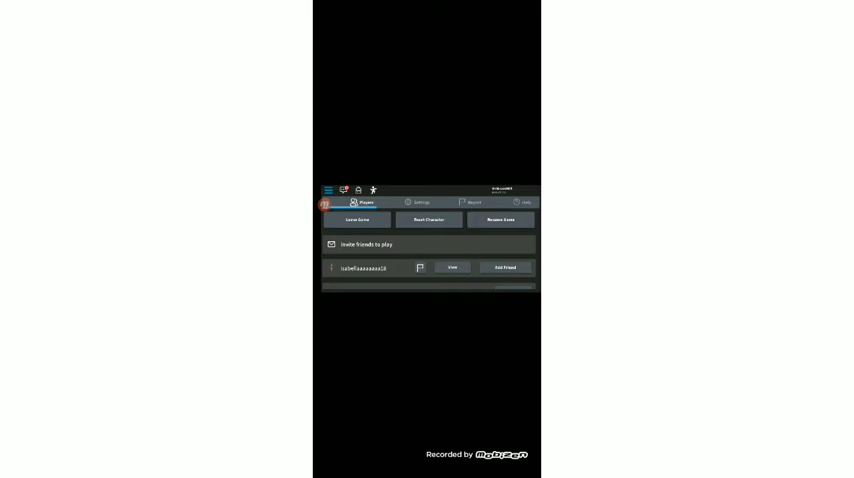 Players
Settings
Report
Help
Leave Game
Reset Character
Resume Game
Invite friends to play
View
Add Friend
Recorded by mobizen